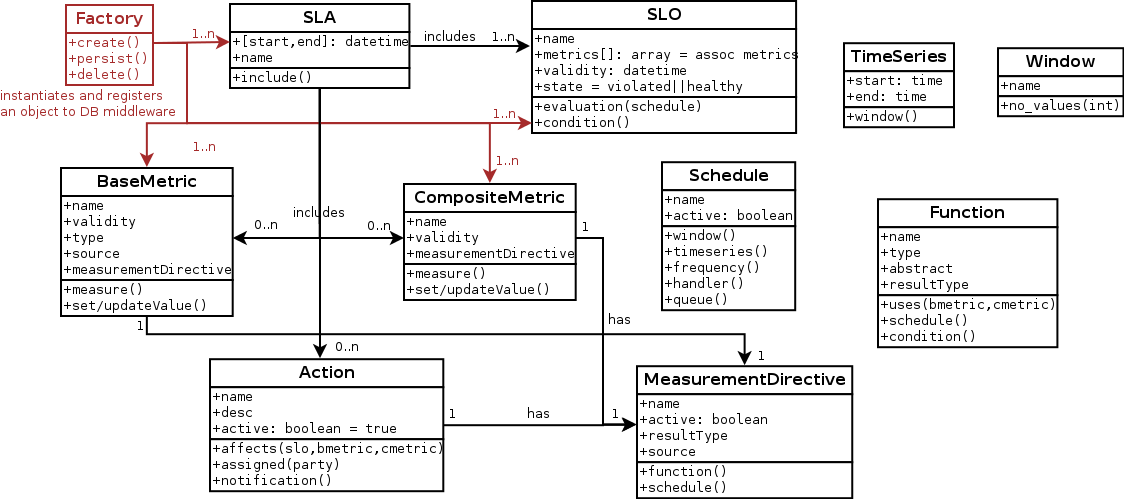 Factory
+create()
+persist()
+delete()
instantiates and registers
an object to DB middleware
1..n
SLA
+[start,end]: datetime
+name
+include()
includes
1..n
SLO
+name
+metrics[]: array = assoc metrics
+validity: datetime
+state = violated||healthy
+evaluation(schedule)
+condition()
TimeSeries
+start: time
+end: time
+window()
Window
+name
+no_values(int)
1..n
1..n
1..n
BaseMetric
+name
+validity
+type
+source
+measurementDirective
+measure()
+set/updateValue()
includes
0..n
0..n
CompositeMetric
+name
+validity
+measurementDirective
+measure()
+set/updateValue()
1
Schedule
+name
+active: boolean
+window()
+timeseries()
+frequency()
+handler()
+queue()
Function
+name
+type
+abstract
+resultType
+uses(bmetric,cmetric)
+schedule()
+condition()
1
has
0..n
1
Action
+name
+desc
+active: boolean = true
+affects(slo,bmetric,cmetric)
+assigned(party)
+notification()
1
has
1
MeasurementDirective
+name
+active: boolean
+resultType
+source
+function()
+schedule()